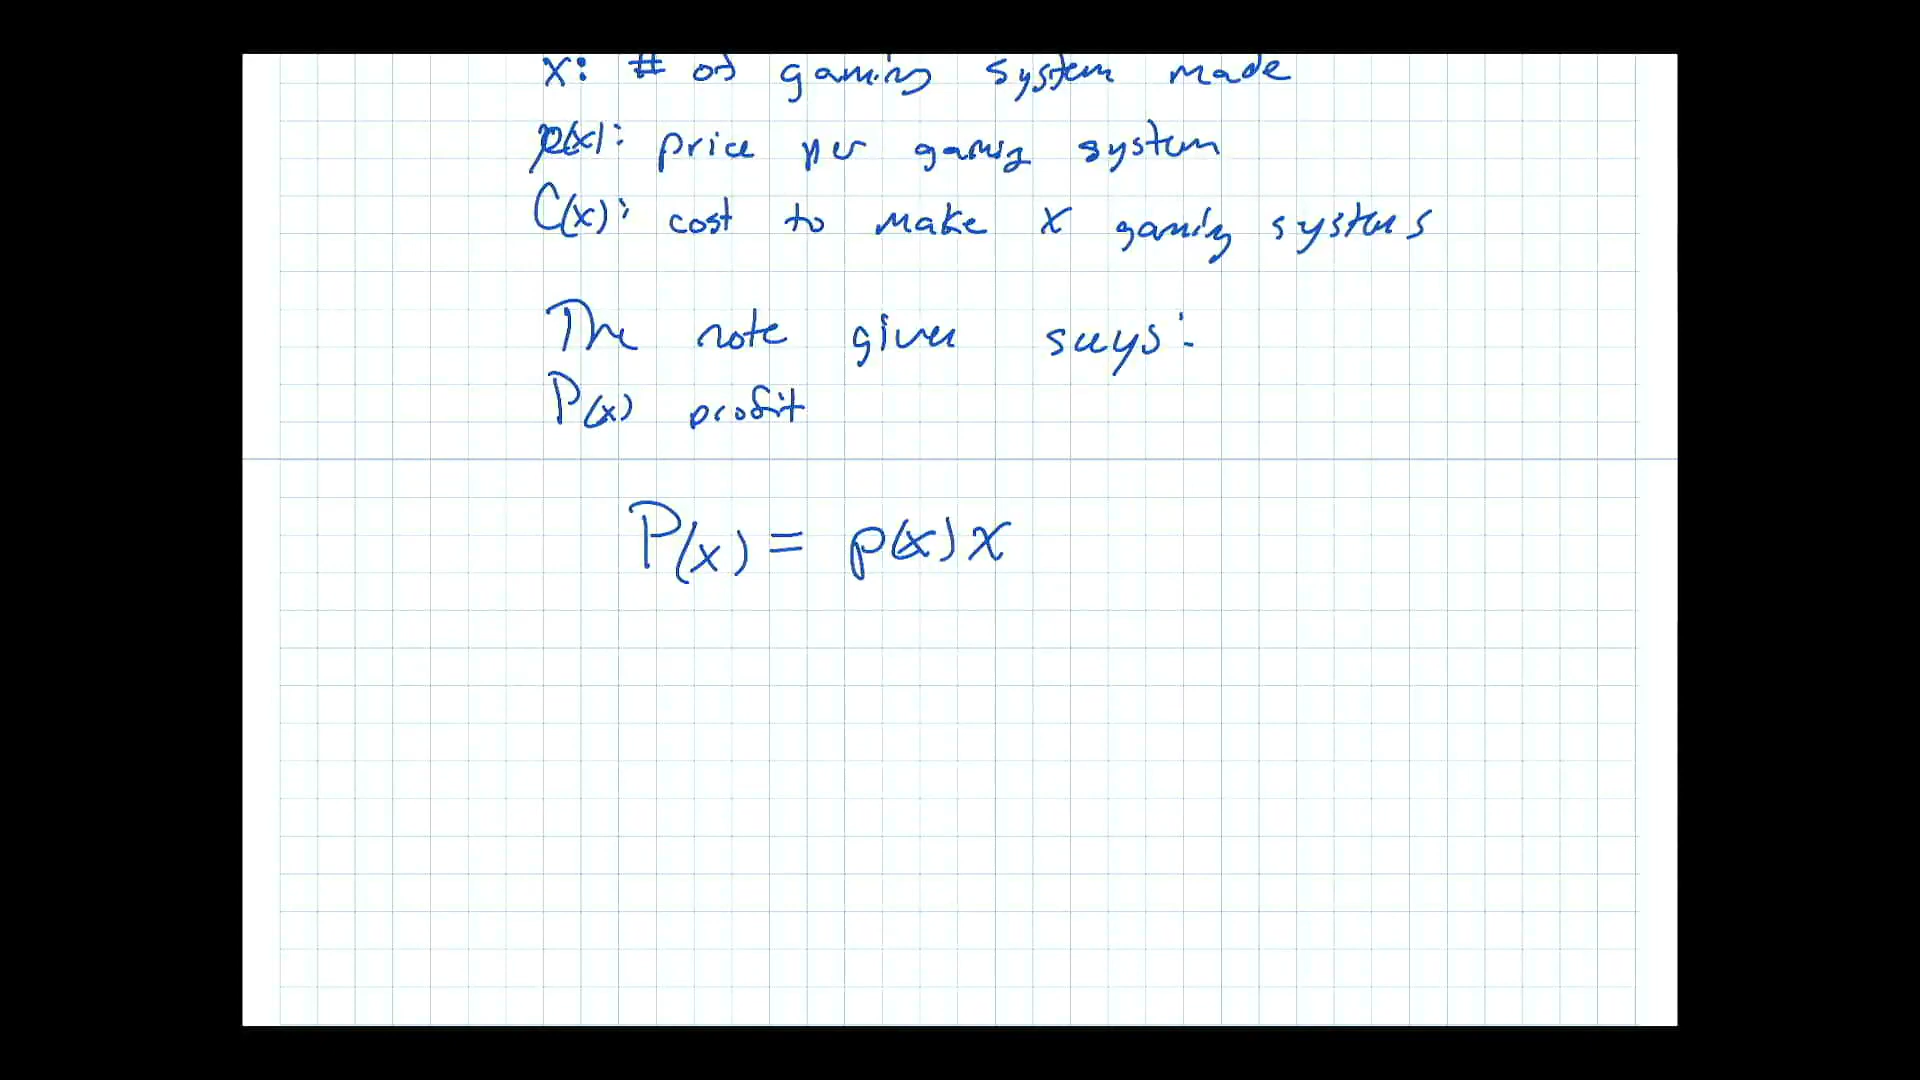 x: # of gaming system made
p(x): price per gaming system
C(x): cost to make x gaming systems
The note given says:
P(x) profit
P(x) = p(x) x